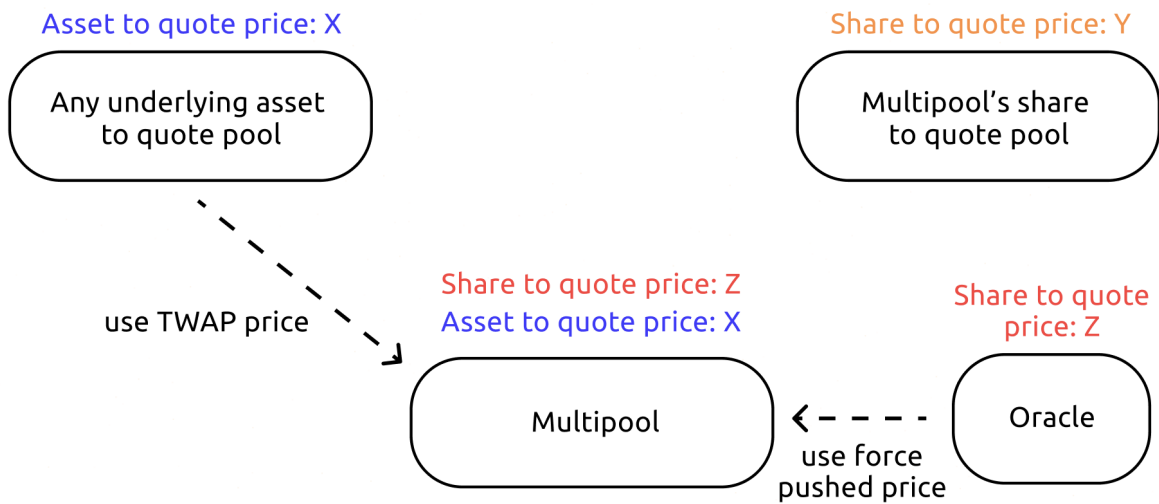 Asset to quote price: X
Share to quote price: Y
Any underlying asset
to quote pool
Multipool’s share
to quote pool
use TWAP price
Share to quote price: Z
Asset to quote price: X
Multipool
Share to quote
price: Z
Oracle
use force
pushed price